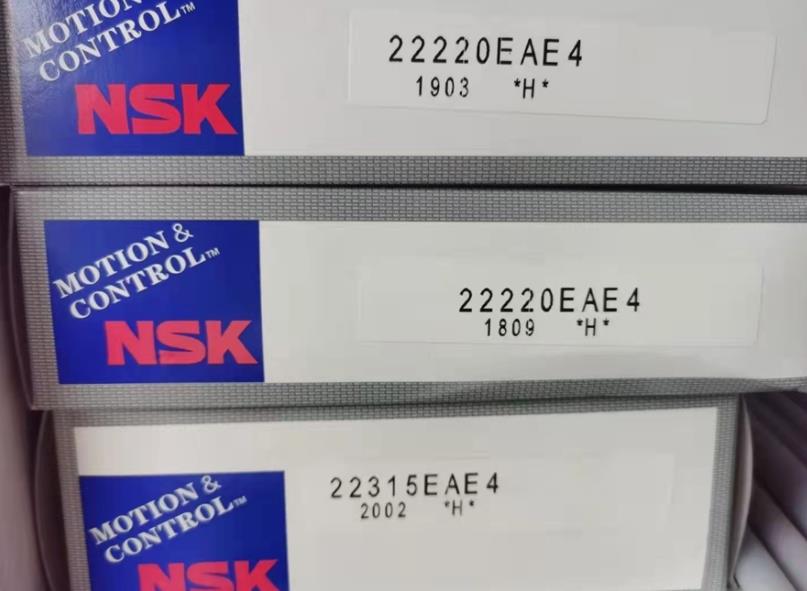 MOTION &
CONTROL™
NSK
22220EAE4
1903 *H*
MOTION &
CONTROL™
NSK
22220EAE4
1809 *H*
MOTION &
CONTROL™
NSK
22315EAE4
2002 *H*